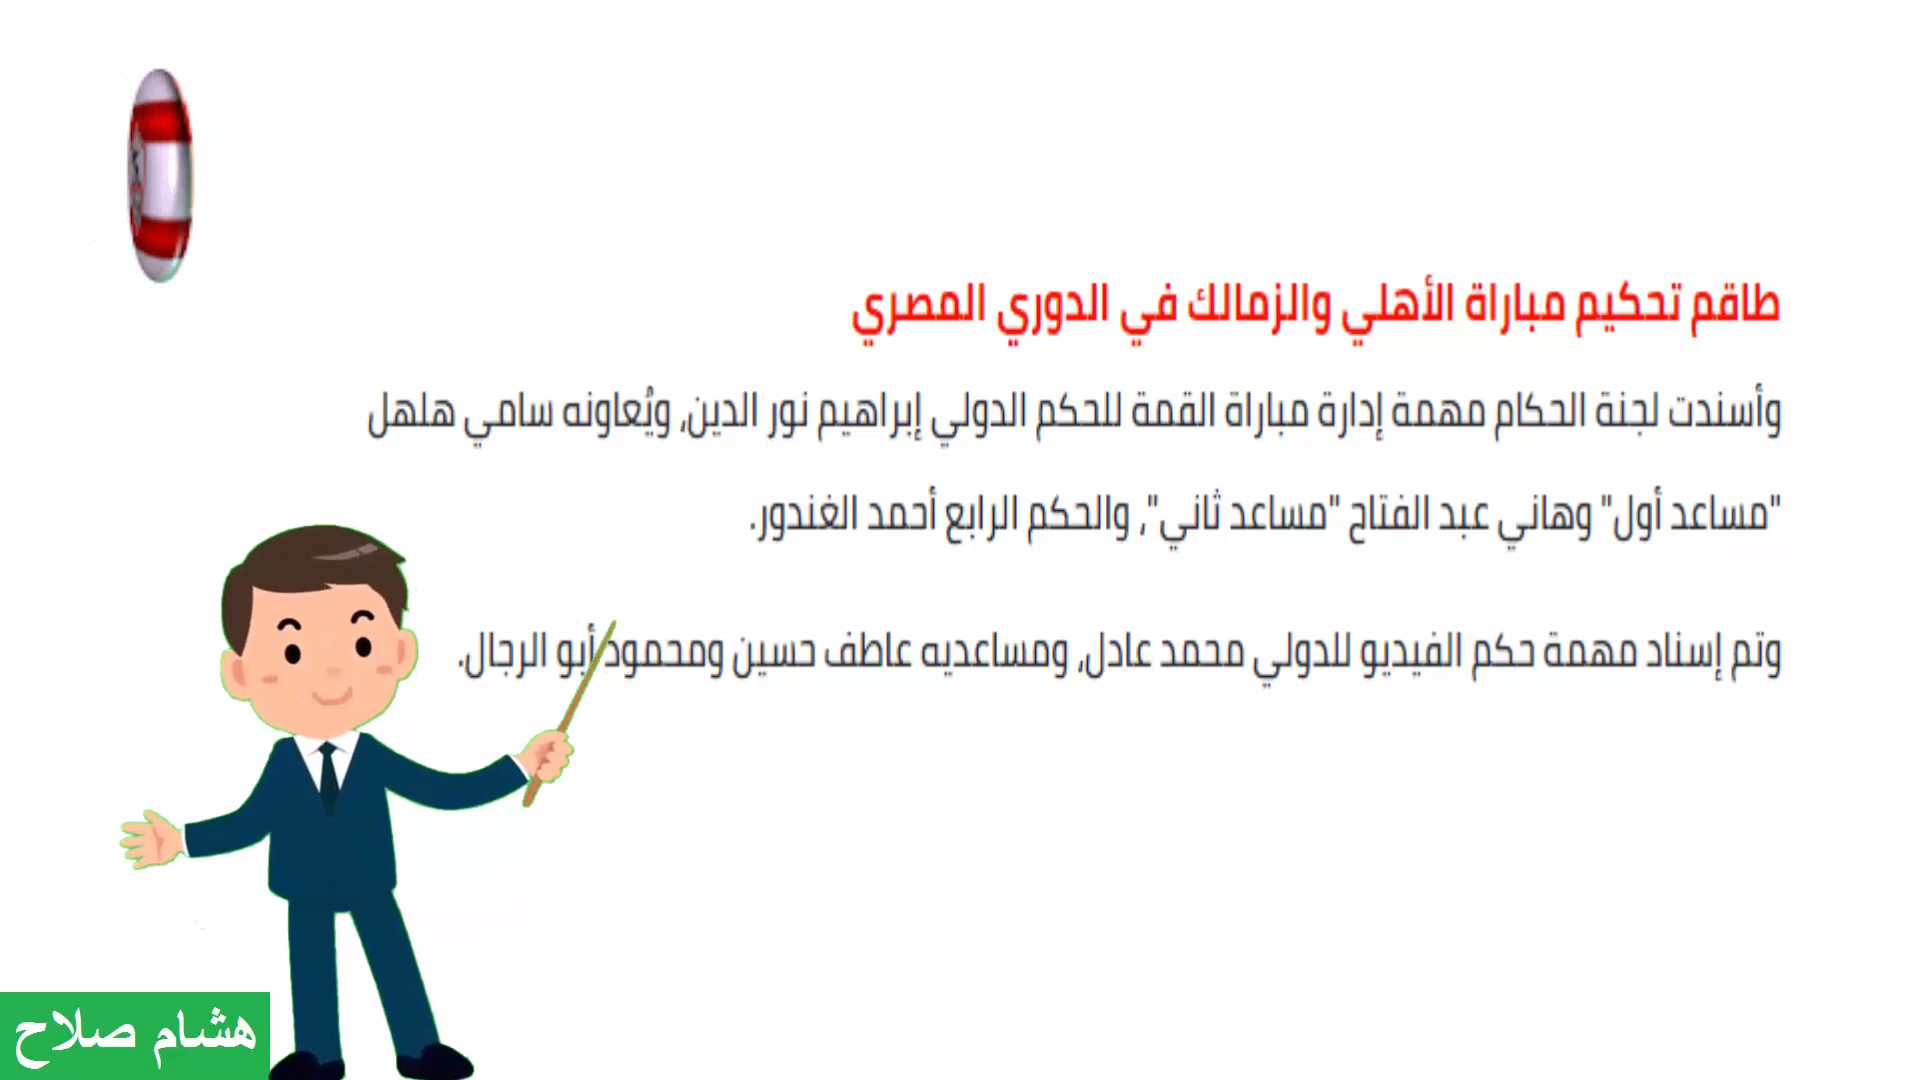 طاقم تحكيم مباراة الأهلي والزمالك في الدوري المصري
وأسندت لجنة الحكام مهمة إدارة مباراة القمة للحكم الدولي إبراهيم نور الدين، ويُعاونه سامي هلهل
"مساعد أول" وهاني عبد الفتاح "مساعد ثاني"، والحكم الرابع أحمد الغندور.
وتم إسناد مهمة حكم الفيديو للدولي محمد عادل، ومساعديه عاطف حسين ومحمود أبو الرجال.
هشام صلاح